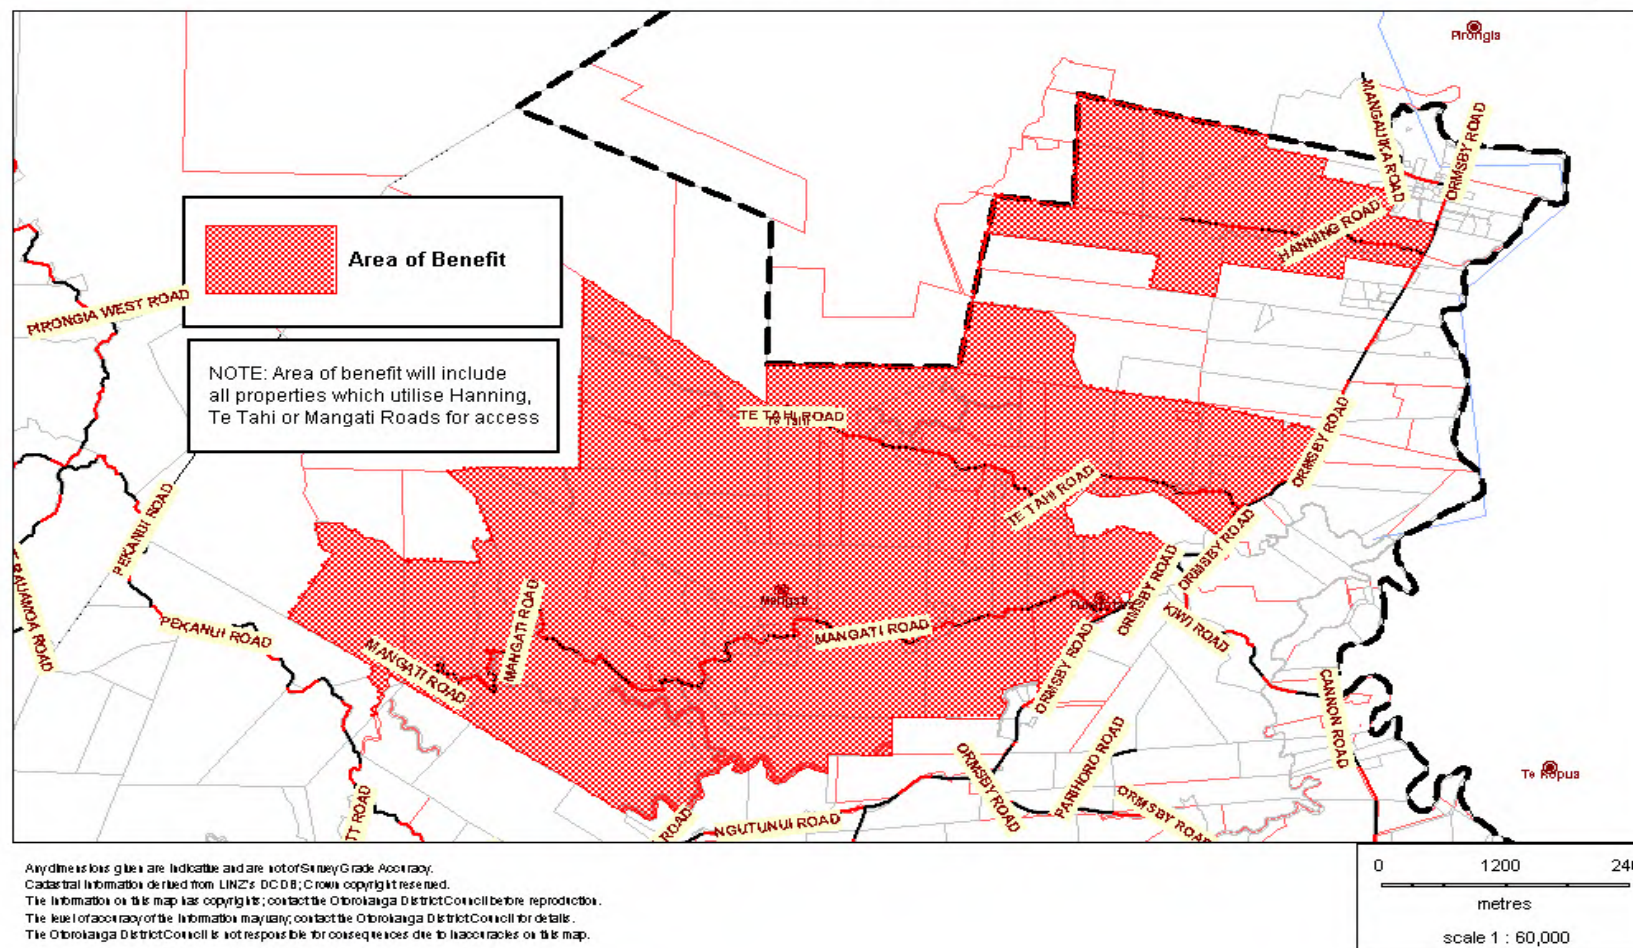 Pirongia
MANGAUIKA ROAD
ORMSBY ROAD
HANNING ROAD
Area of Benefit
PIRONGIA WEST ROAD
NOTE: Area of benefit will include
all properties which utilise Hanning,
Te Tahi or Mangati Roads for access
TE TAHI ROAD
Te Tahi
ORMSBY ROAD
TE TAHI ROAD
PEKANUI ROAD
ORMSBY ROAD
ORMSBY ROAD
ROAD
MANGATI ROAD
Mangati
MANGATI ROAD
KIWI ROAD
PEKANUI ROAD
MANGATI ROAD
ORMSBY ROAD
CANNON ROAD
ORMSBY ROAD
PARIHORO ROAD
Te Kopua
ORMSBY ROAD
TT ROAD
ROAD
NGUTUNUI ROAD
Any dimensions given are indicative and are not of Survey Grade Accuracy.
Cadastral Information derived from LINZ's DCDB; Crown copyright reserved.
The Information on this map has copyrights; contact the Otorohanga District Council before reproduction.
The level of accuracy of the Information may vary; contact the Otorohanga District Council for details.
The Otorohanga District Council is not responsible for consequences due to Inaccuracies on this map.
0 1200 240
metres
scale 1 : 60,000